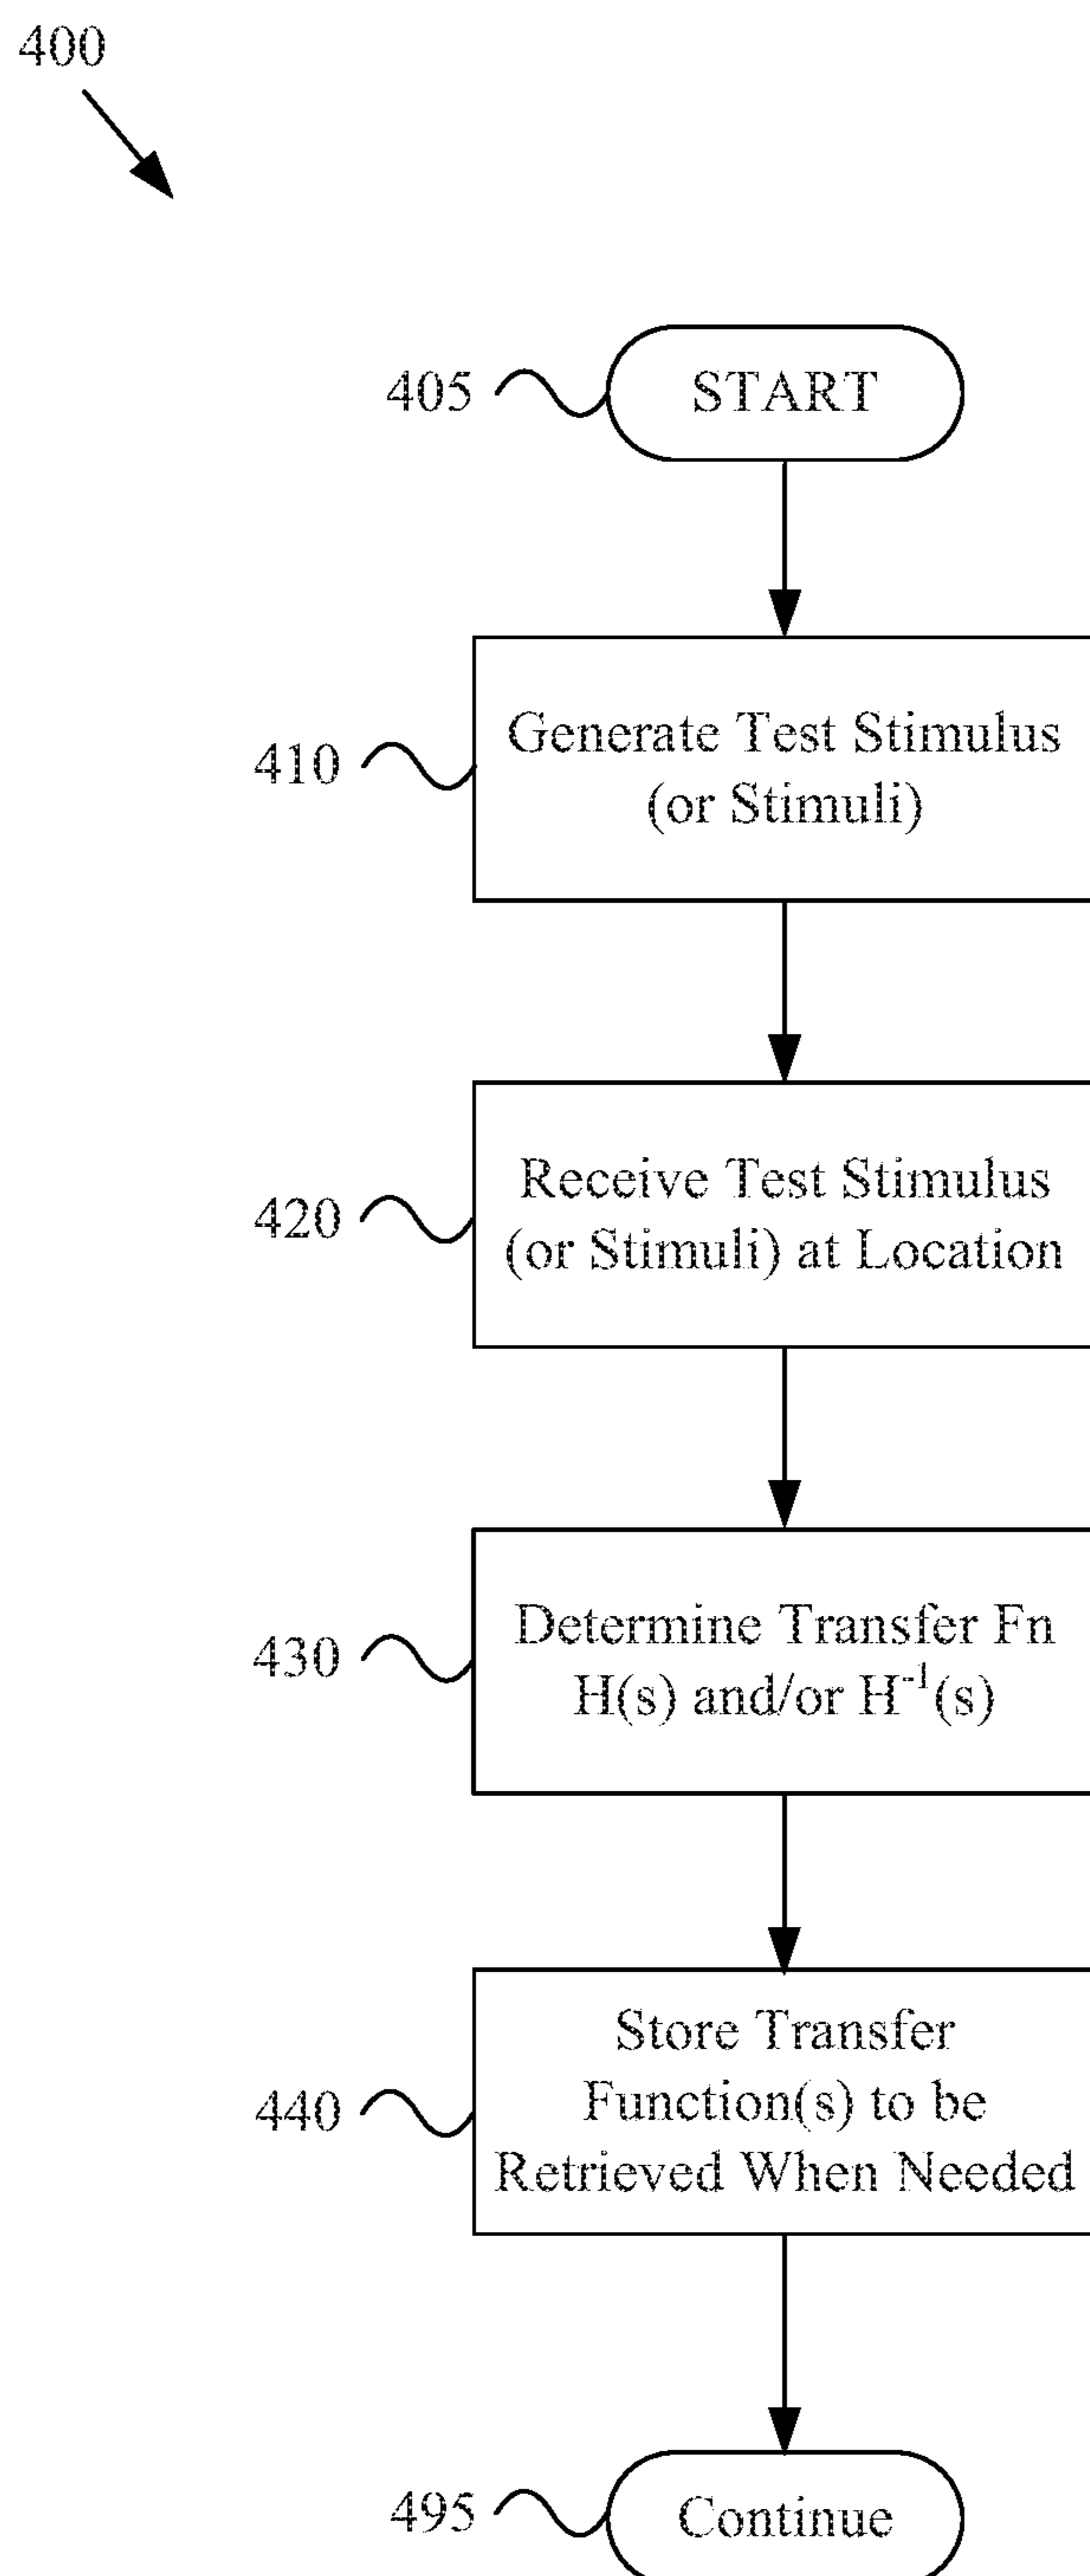 400
405
START
410
Generate Test Stimulus
(or Stimuli)
420
Receive Test Stimulus
(or Stimuli) at Location
430
Determine Transfer Fn
H(s) and/or H⁻¹(s)
440
Store Transfer
Function(s) to be
Retrieved When Needed
495
Continue